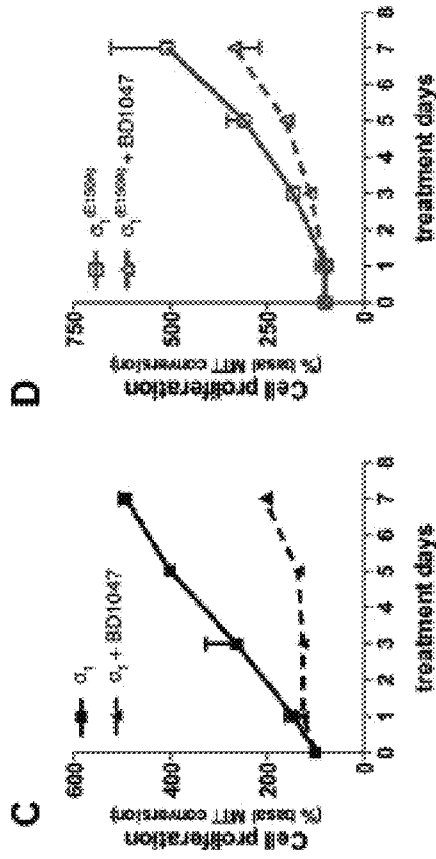 C
Cell proliferation
(% basal MTT conversion)
600
400
200
0
σ1
σ1 + BD1047
0 1 2 3 4 5 6 7 8
treatment days
D
Cell proliferation
(% basal MTT conversion)
750
500
250
0
σ1
σ1 + BD1047
0 1 2 3 4 5 6 7 8
treatment days